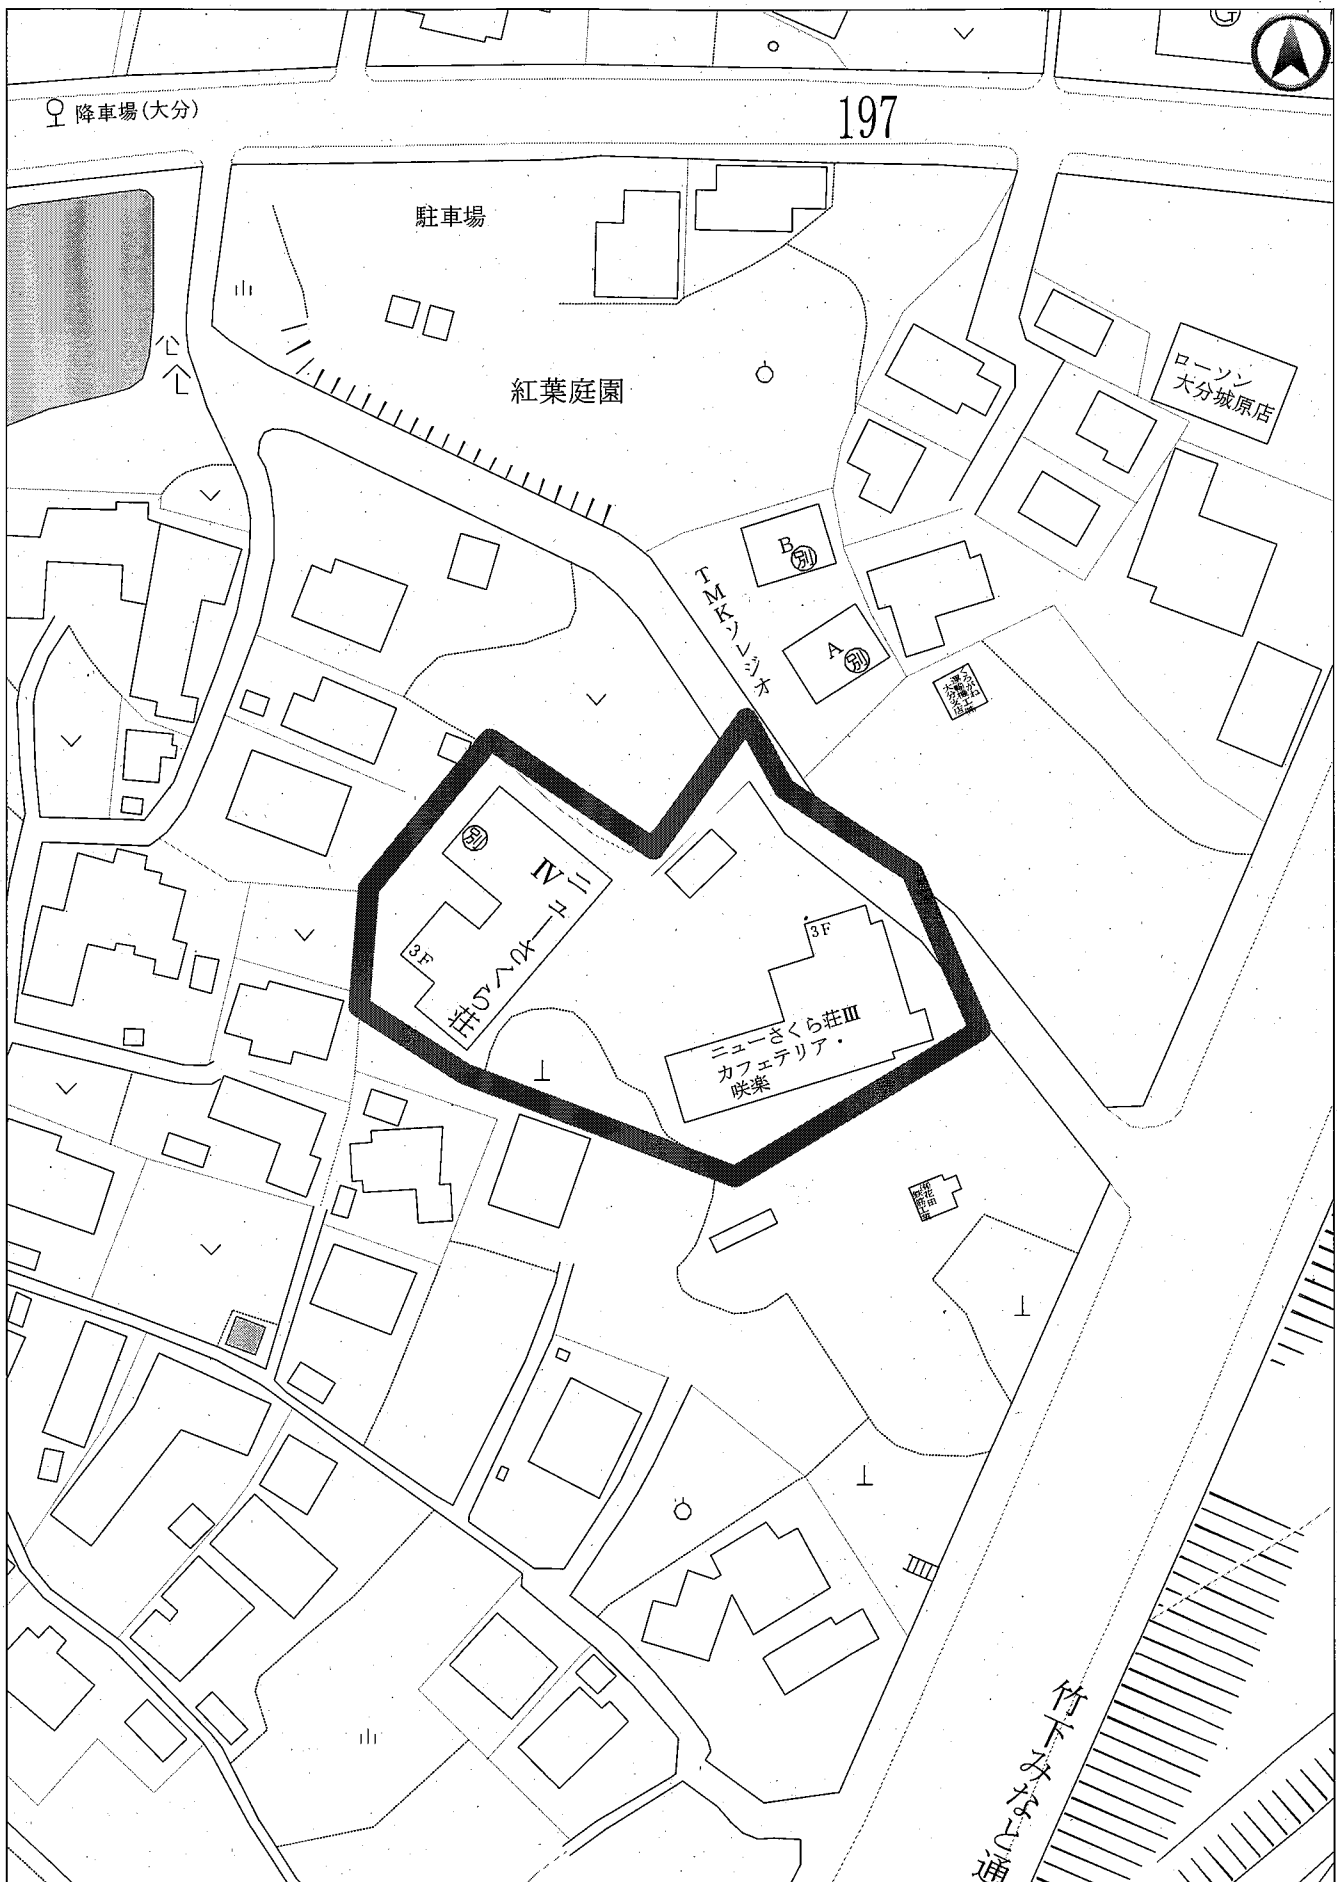 G
降車場(大分)
197
駐車場
紅葉庭園
ローソン
大分城原店
B 別
TMKソレジオ
A 別
別
ニューさくら荘
Ⅳ
3F
3F
ニューさくら荘Ⅲ
カフェテリア・
咲楽
竹下みなと通